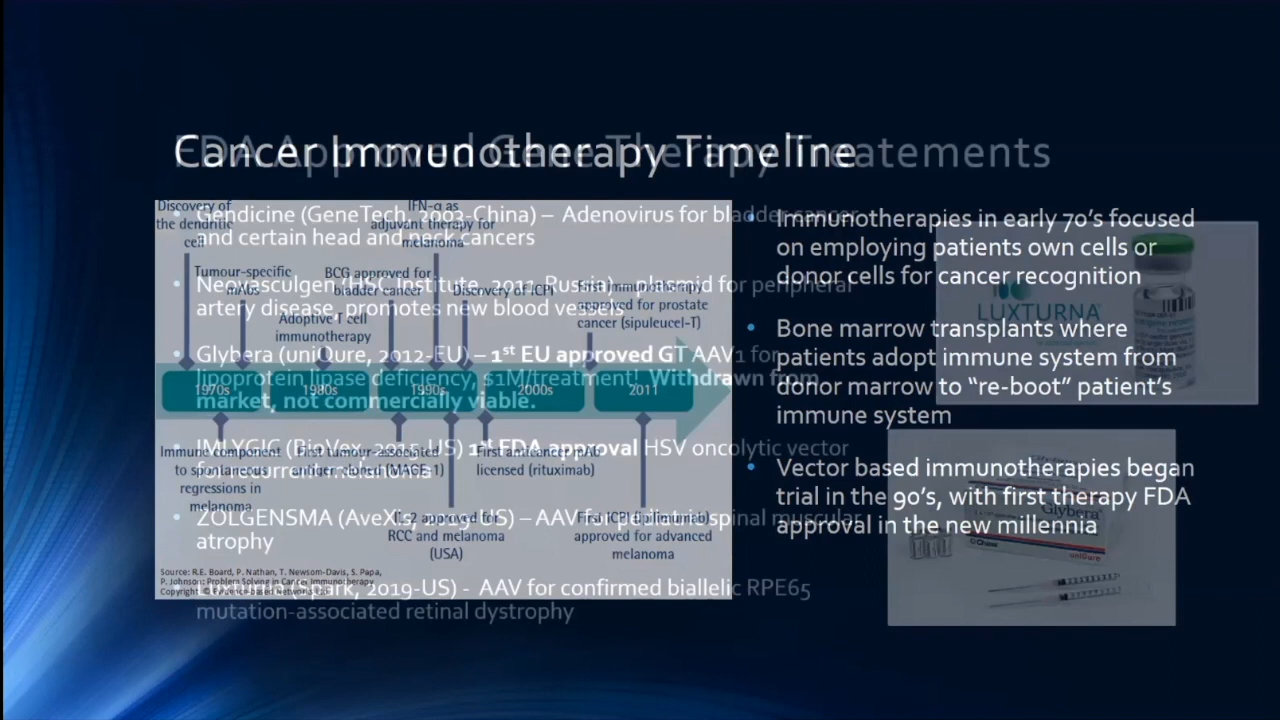 Cancer Immunotherapy Timeline
FDA Approved Gene Therapy Treatements
Discovery of
the dendritic
cell
IFN-α as
adjuvant therapy for
melanoma
Tumour-specific
mAbs
BCG approved for
bladder cancer
Discovery of ICPI
First immunotherapy
approved for prostate
cancer (sipuleucel-T)
Adoptive T cell
immunotherapy
1970s 1980s 1990s 2000s 2011
Immune component
to spontaneous
regressions in
melanoma
First tumour-associated
(MAGE-1)
First anticancer mAb
licensed (rituximab)
IL-2 approved for
RCC and melanoma
(USA)
First ICPI (ipilimumab)
approved for advanced
melanoma
Source: R.E. Board, P. Nathan, T. Newsom-Davis, S. Papa,
P. Johnson: Problem Solving in Cancer Immunotherapy
Copyright © Evidence-based Networks Ltd
• Gendicine (GeneTech, 2003-China) – Adenovirus for bladder cancer
and certain head and neck cancers
• Neovasculgen (HSC institute, 2011, Russia) – plasmid for peripheral
artery disease, promotes new blood vessels
• Glybera (uniQure, 2012-EU) – 1st EU approved GT AAV1 for
lipoprotein lipase deficiency, $1M/treatment! Withdrawn from
market, not commercially viable.
• IMLYGIC (BioVex, 2015-US) 1st FDA approval HSV oncolytic vector
for recurrent melanoma
• ZOLGENSMA (AveXis, 2019-US) – AAV for pediatric spinal muscular
atrophy
• Luxturna (Spark, 2019-US) - AAV for confirmed biallelic RPE65
mutation-associated retinal dystrophy
• Immunotherapies in early 70’s focused
on employing patients own cells or
donor cells for cancer recognition
• Bone marrow transplants where
patients adopt immune system from
donor marrow to “re-boot” patient’s
immune system
• Vector based immunotherapies began
trial in the 90’s, with first therapy FDA
approval in the new millennia
LUXTURNA
Glybera
uniQure